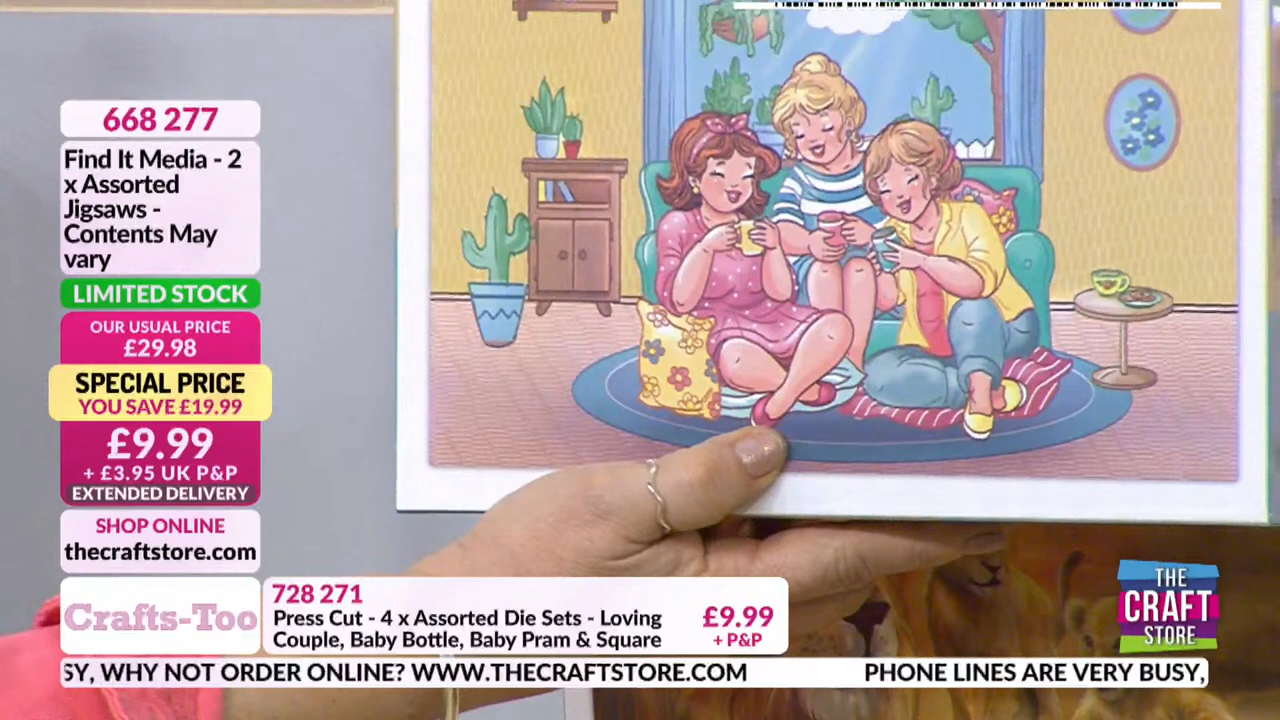 668 277
Find It Media - 2
x Assorted
Jigsaws -
Contents May
vary
LIMITED STOCK
OUR USUAL PRICE
£29.98
SPECIAL PRICE
YOU SAVE £19.99
£9.99
+ £3.95 UK P&P
EXTENDED DELIVERY
SHOP ONLINE
thecraftstore.com
Crafts-Too
728 271
Press Cut - 4 x Assorted Die Sets - Loving
Couple, Baby Bottle, Baby Pram & Square
£9.99
+ P&P
THE
CRAFT
STORE
SY, WHY NOT ORDER ONLINE? WWW.THECRAFTSTORE.COM PHONE LINES ARE VERY BUSY,